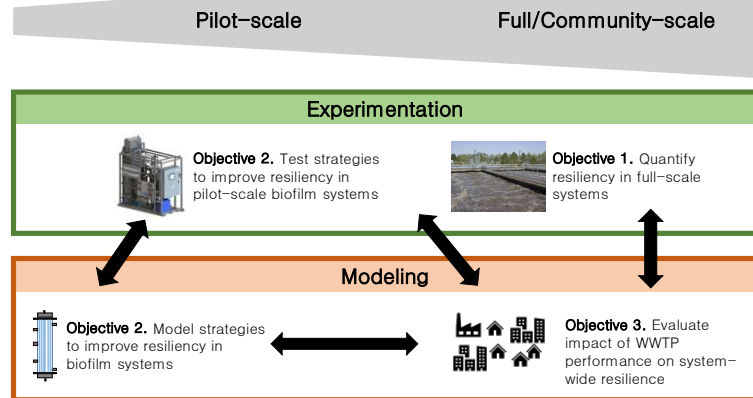 Pilot-scale
Full/Community-scale
Experimentation
Objective 2. Test strategies
to improve resiliency in
pilot-scale biofilm systems
Objective 1. Quantify
resiliency in full-scale
systems
Modeling
Objective 2. Model strategies
to improve resiliency in
biofilm systems
Objective 3. Evaluate
impact of WWTP
performance on system-
wide resilience